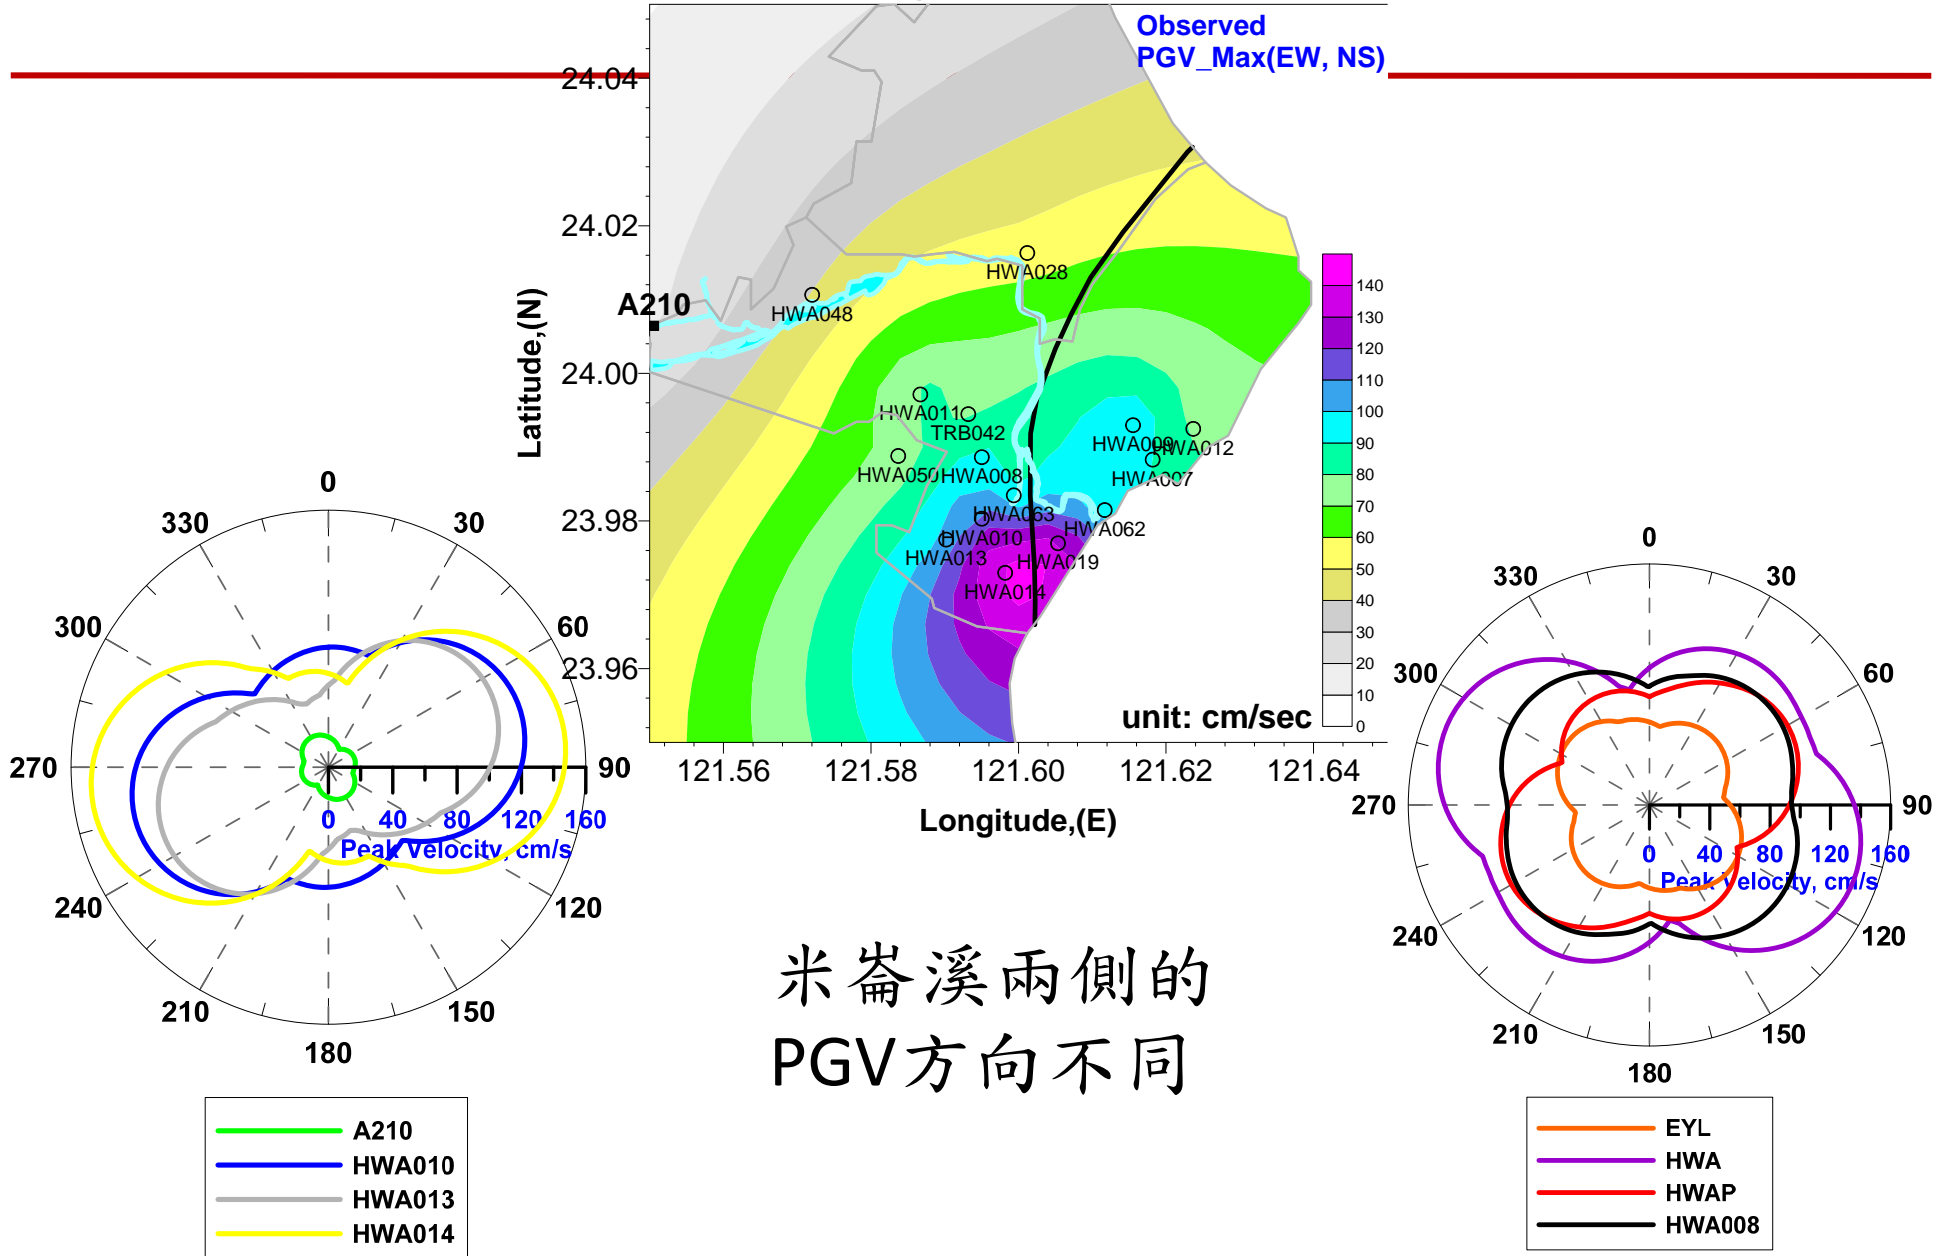 Observed
PGV_Max(EW, NS)
24.04
24.02
24.00
23.98
23.96
Latitude,(N)
A210
HWA028
HWA048
HWA011
TRB042
HWA009
HWA012
HWA050
HWA008
HWA007
HWA063
HWA062
HWA010
HWA013
HWA019
HWA014
140
130
120
110
100
90
80
70
60
50
40
30
20
10
0
unit: cm/sec
121.56
121.58
121.60
121.62
121.64
Longitude,(E)
0
30
60
90
120
150
180
210
240
270
300
330
0
40
80
120
160
Peak Velocity, cm/s
A210
HWA010
HWA013
HWA014
米崙溪兩側的
PGV方向不同
0
30
60
90
120
150
180
210
240
270
300
330
0
40
80
120
160
Peak Velocity, cm/s
EYL
HWA
HWAP
HWA008